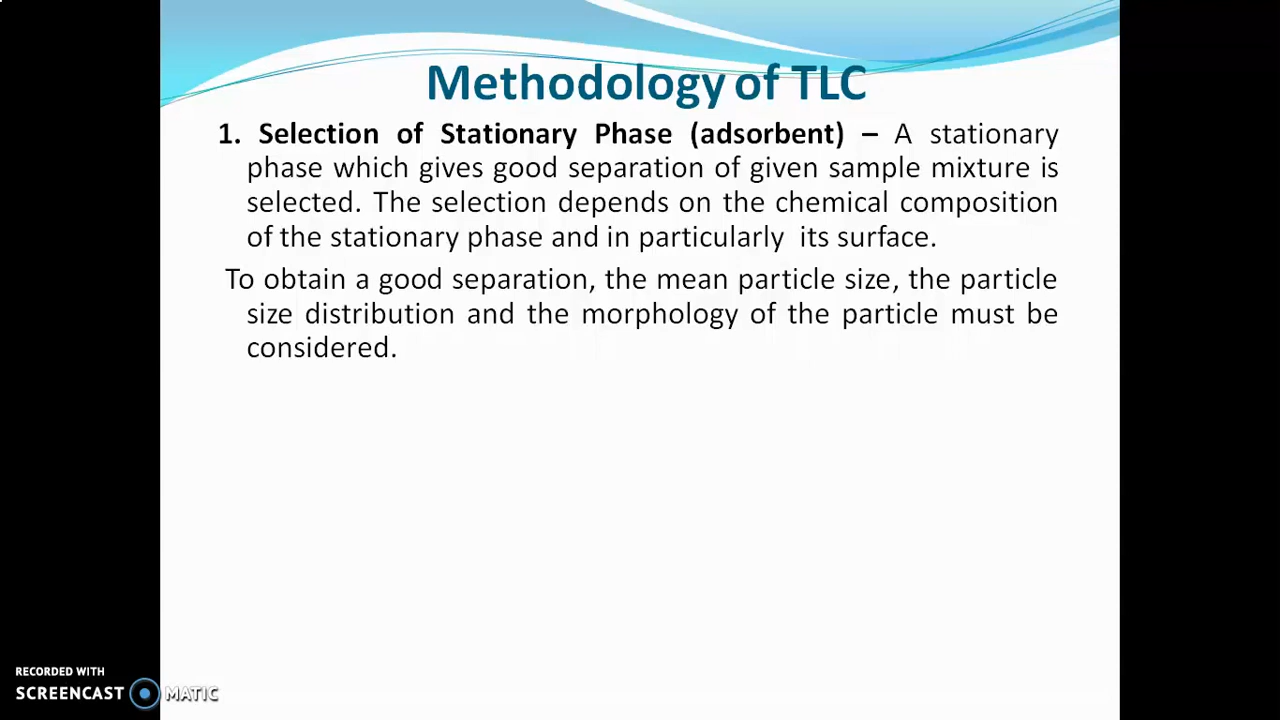 Methodology of TLC
1. Selection of Stationary Phase (adsorbent) – A stationary
phase which gives good separation of given sample mixture is
selected. The selection depends on the chemical composition
of the stationary phase and in particularly its surface.
To obtain a good separation, the mean particle size, the particle
size distribution and the morphology of the particle must be
considered.
RECORDED WITH
SCREENCAST MATIC